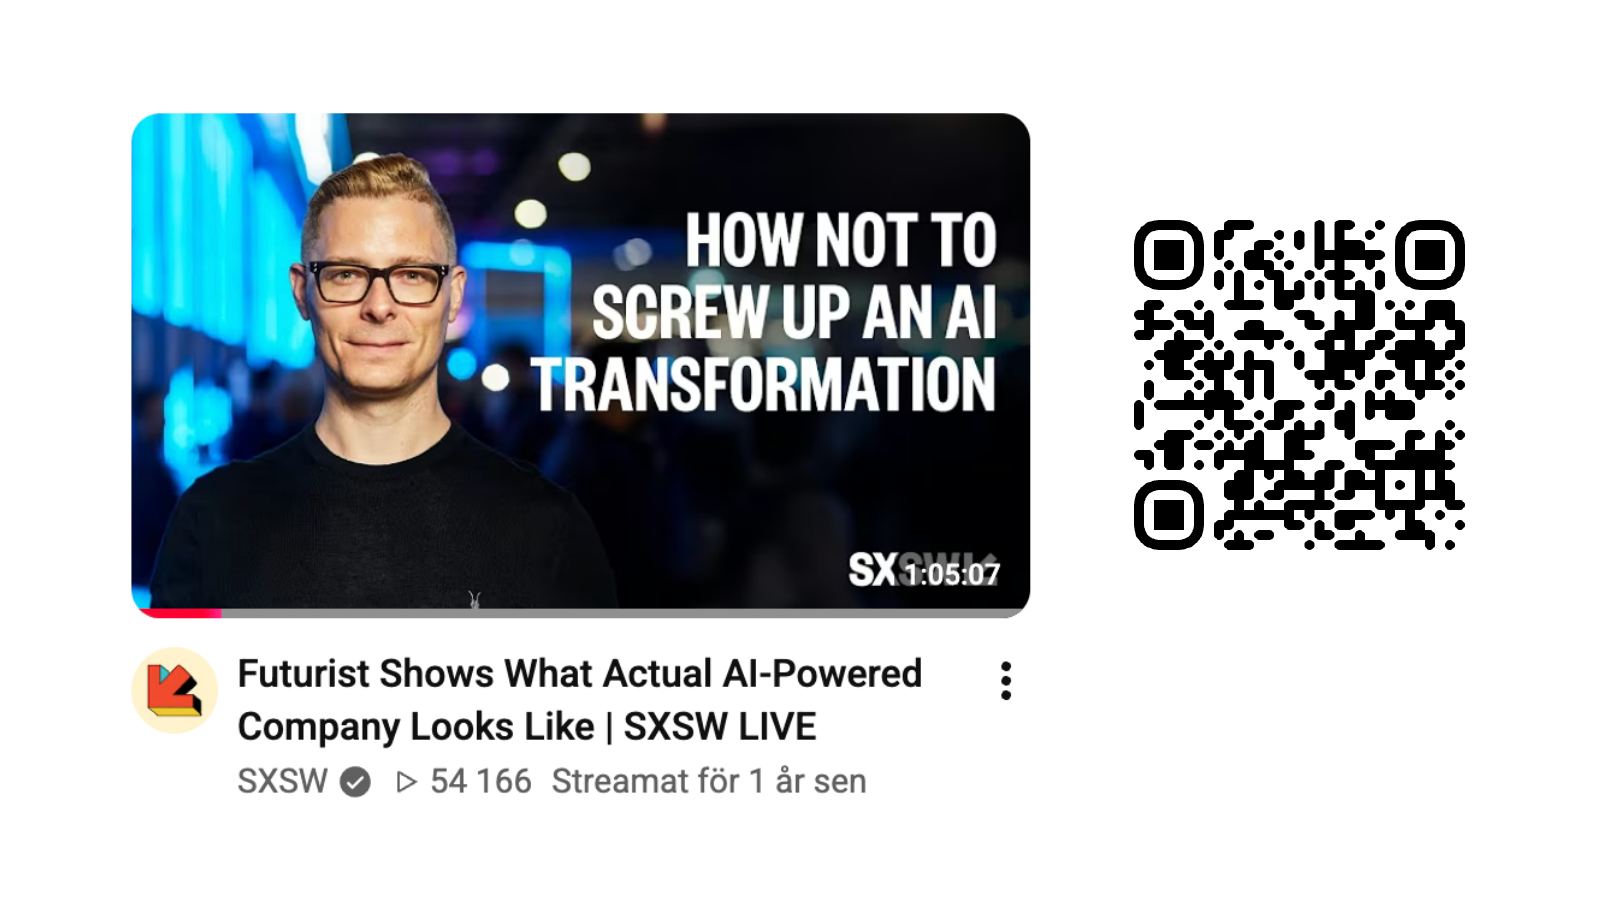 HOW NOT TO
SCREW UP AN AI
TRANSFORMATION
SXSW
1:05:07
Futurist Shows What Actual AI-Powered
Company Looks Like | SXSW LIVE
SXSW 54 166 Streamat för 1 år sen